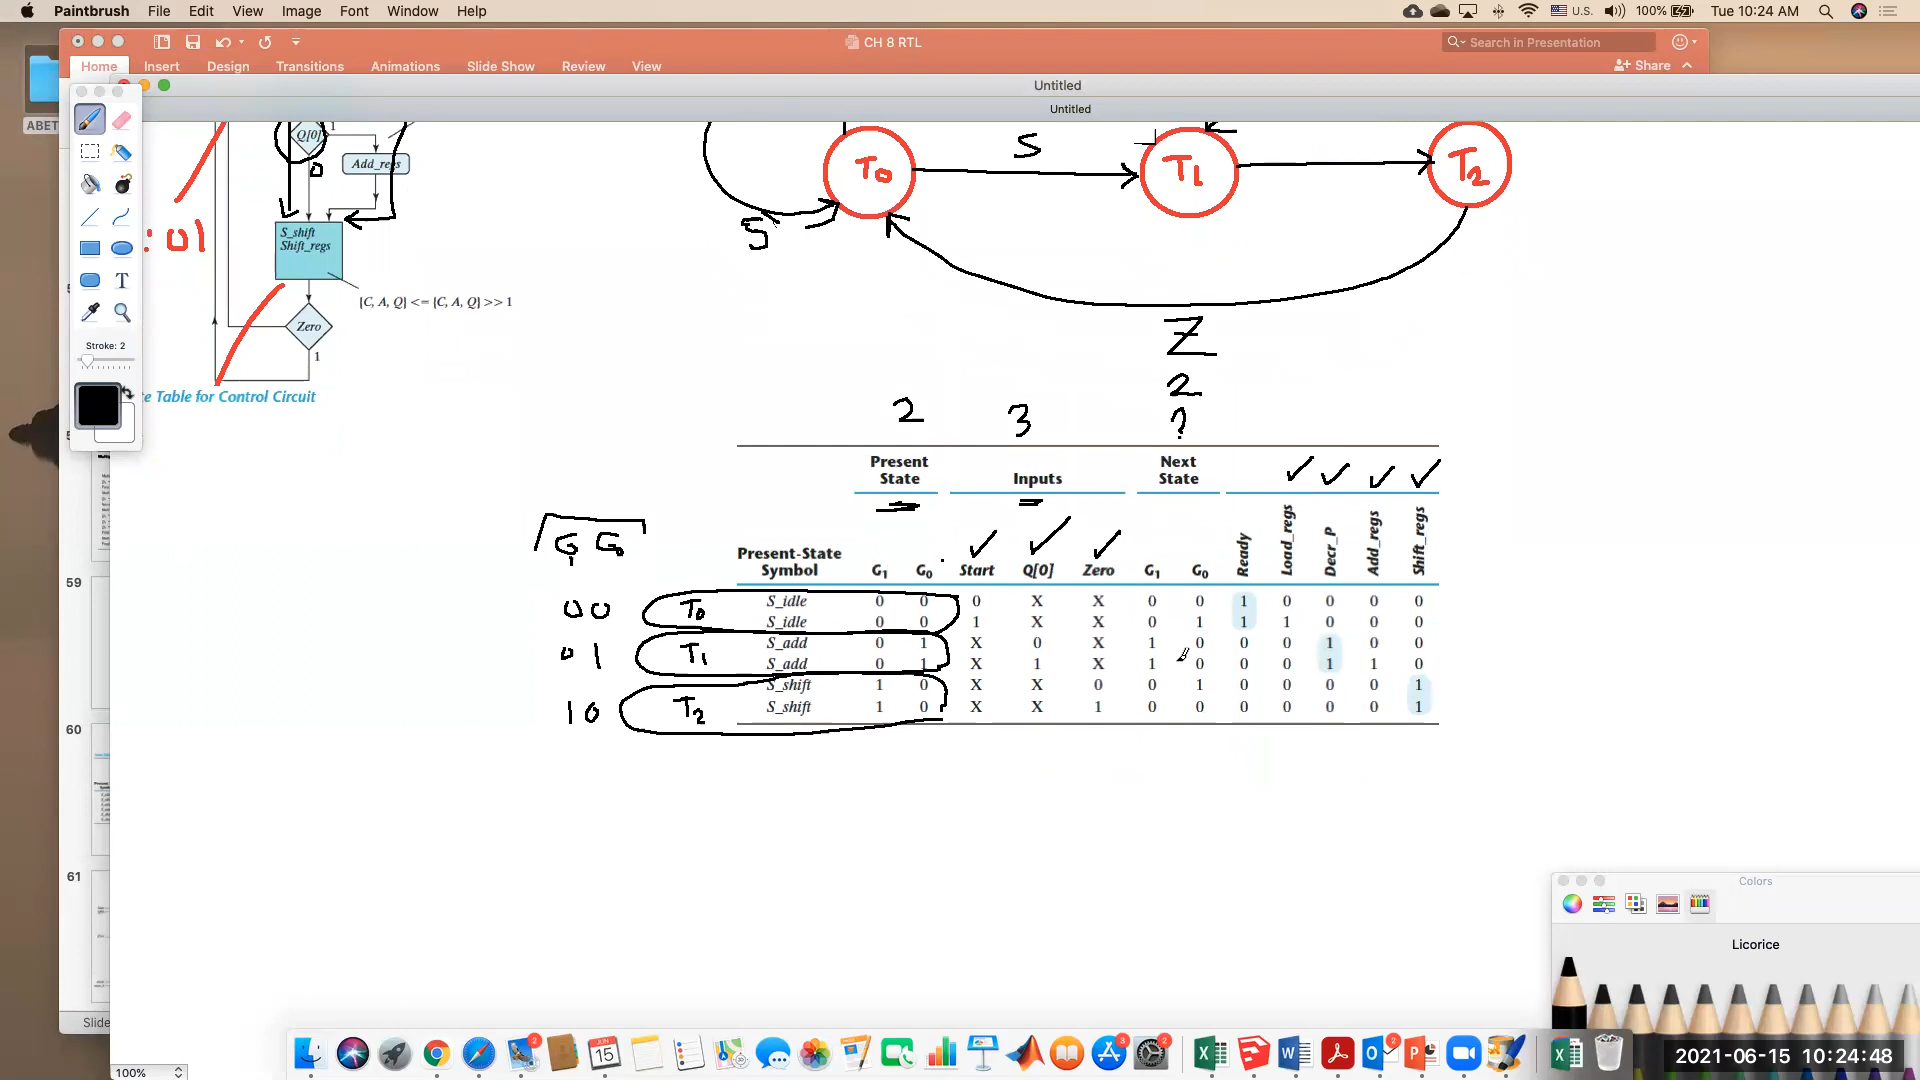 Paintbrush File Edit View Image Font Window Help U.S. 100% Tue 10:24 AM
CH 8 RTL
Search in Presentation
Home Insert Design Transitions Animations Slide Show Review View
Share
Untitled
Untitled
ABET
Q[0] 1
Add_regs
0
S_shift
Shift_regs
: 01
{C, A, Q} <= {C, A, Q} >> 1
Zero
1
Stroke: 2
e Table for Control Circuit
T0 S T1 T2
S
Z
2 3 2
?
Present State Inputs Next State
G1 G0
Present-State Symbol G1 G0 Start Q[0] Zero G1 G0 Ready Load_regs Decr_P Add_regs Shift_regs
00 T0 S_idle 0 0 0 X X 0 0 1 0 0 0 0
S_idle 0 0 1 X X 0 1 1 1 0 0 0
01 T1 S_add 0 1 X 0 X 1 0 0 0 1 0 0
S_add 0 1 X 1 X 1 0 0 0 1 1 0
10 T2 S_shift 1 0 X X 0 0 1 0 0 0 0 1
S_shift 1 0 X X 1 0 0 0 0 0 0 1
59
60
61
Slide
100%
Colors
Licorice
JUN
15
2
3
2
2
2021-06-15 10:24:48